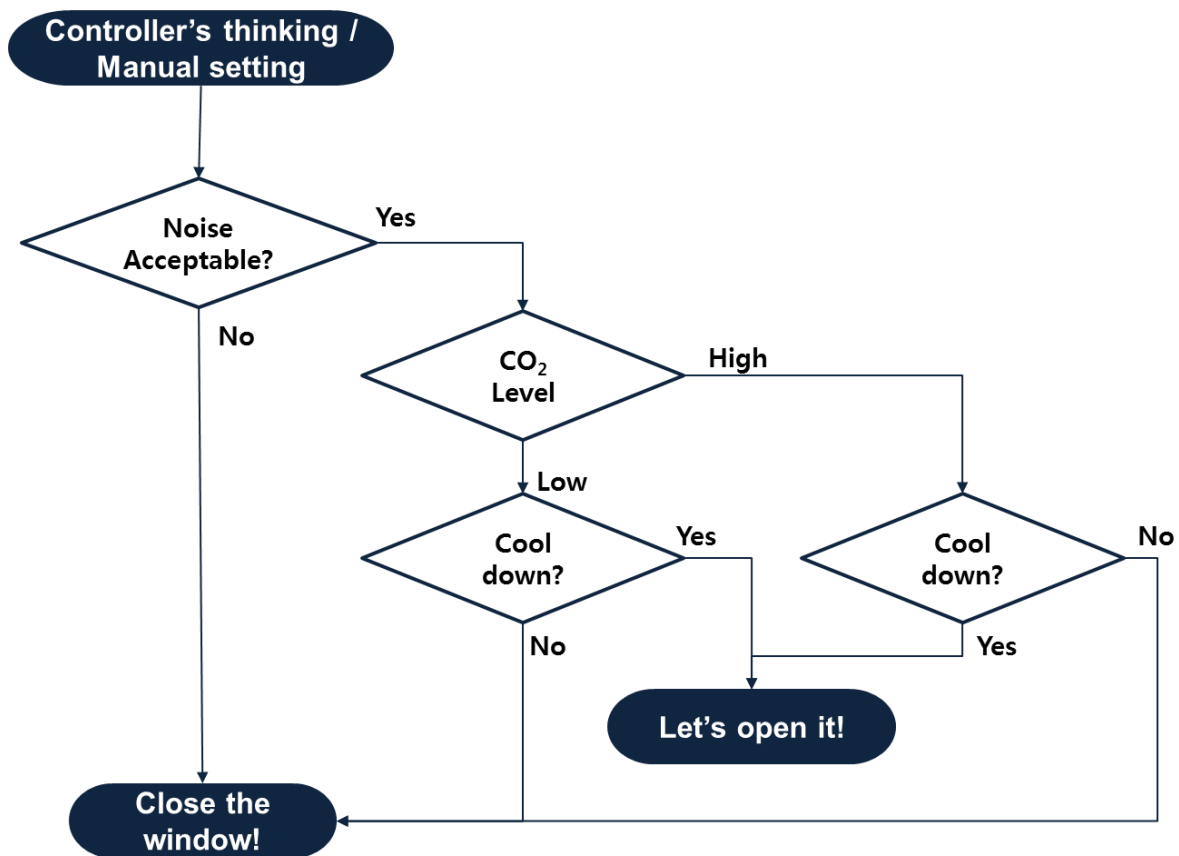 Controller’s thinking /
Manual setting
Noise
Acceptable?
Yes
No
CO₂
Level
High
Low
Cool
down?
Yes
No
Cool
down?
No
Yes
Let’s open it!
Close the
window!